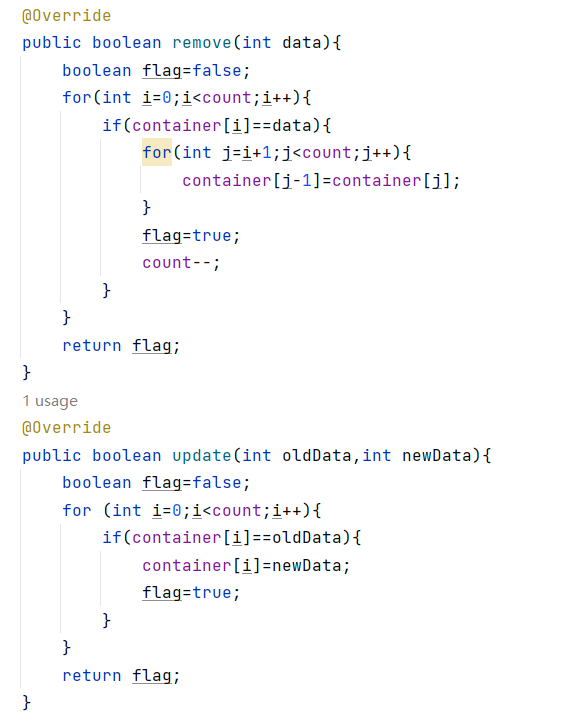 @Override
public boolean remove(int data){
    boolean flag=false;
    for(int i=0;i<count;i++){
        if(container[i]==data){
            for(int j=i+1;j<count;j++){
                container[j-1]=container[j];
            }
            flag=true;
            count--;
        }
    }
    return flag;
}
1 usage
@Override
public boolean update(int oldData,int newData){
    boolean flag=false;
    for (int i=0;i<count;i++){
        if(container[i]==oldData){
            container[i]=newData;
            flag=true;
        }
    }
    return flag;
}